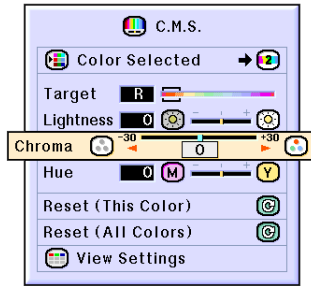 C.M.S.
Color Selected 2
Target R
Lightness 0
Chroma -30 0 +30
Hue 0 M Y
Reset (This Color)
Reset (All Colors)
View Settings